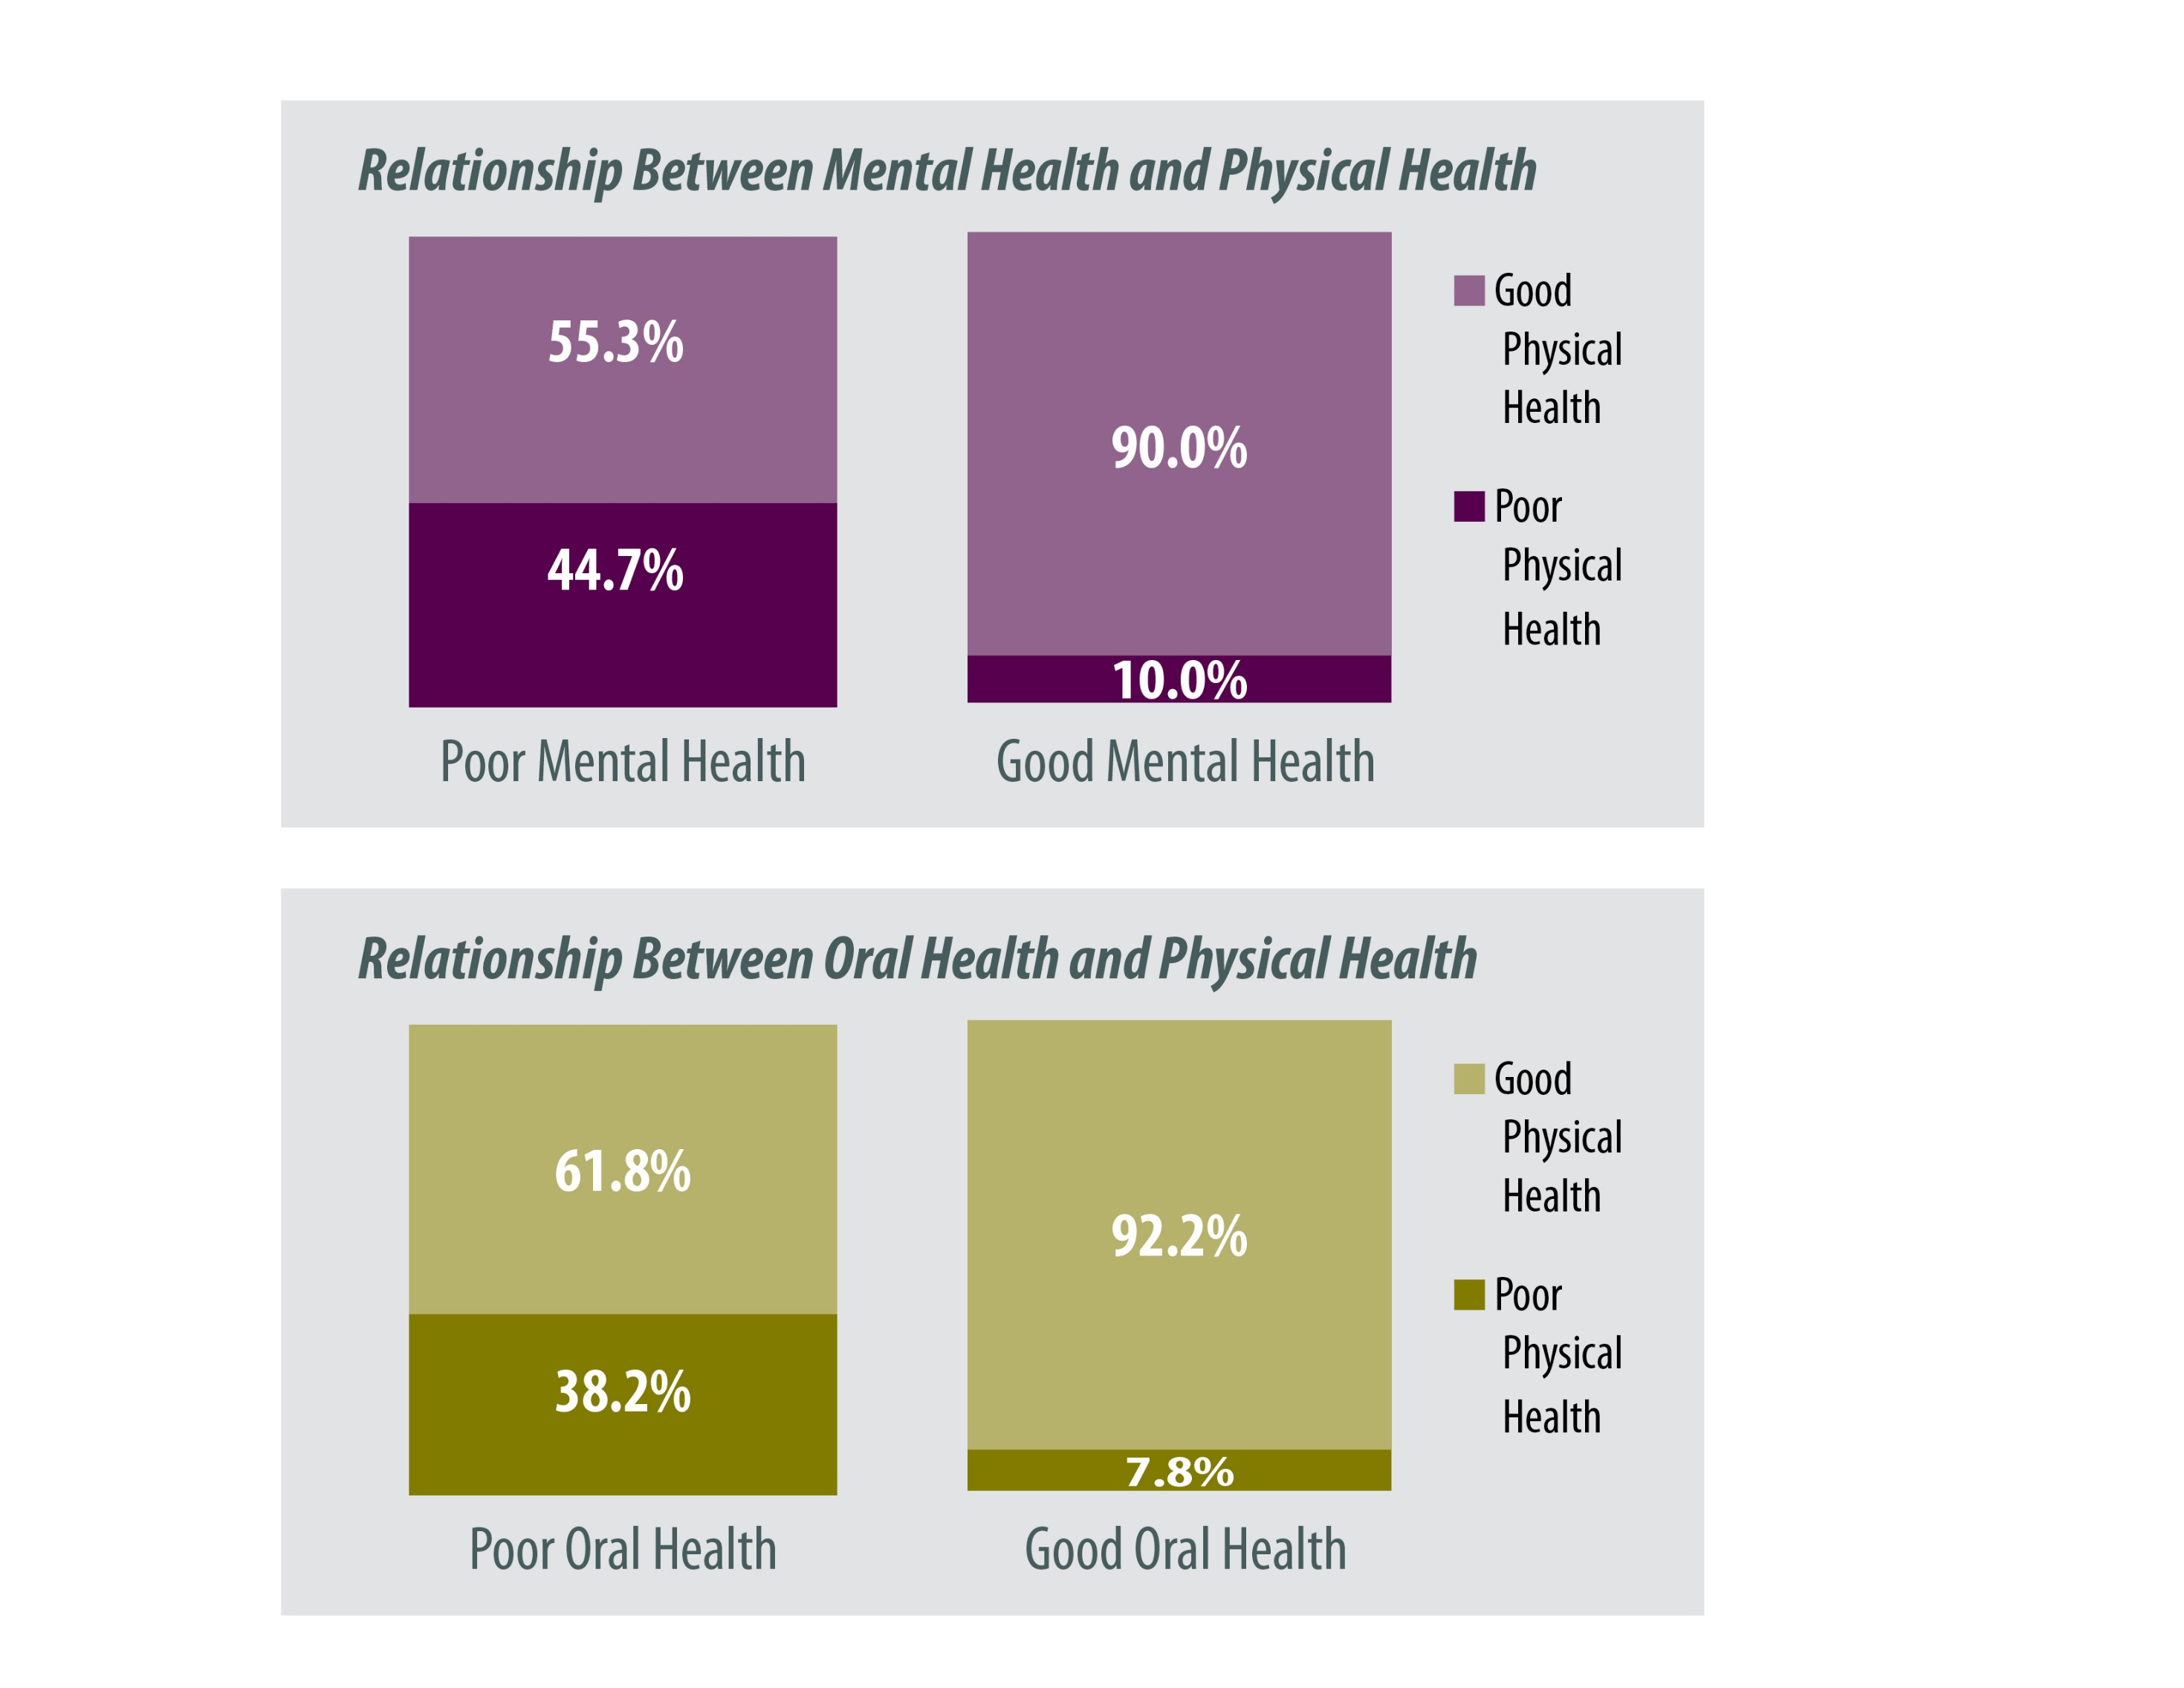 Relationship Between Mental Health and Physical Health
55.3%
44.7%
Poor Mental Health
90.0%
10.0%
Good Mental Health
Good
Physical
Health
Poor
Physical
Health
Relationship Between Oral Health and Physical Health
61.8%
38.2%
Poor Oral Health
92.2%
7.8%
Good Oral Health
Good
Physical
Health
Poor
Physical
Health